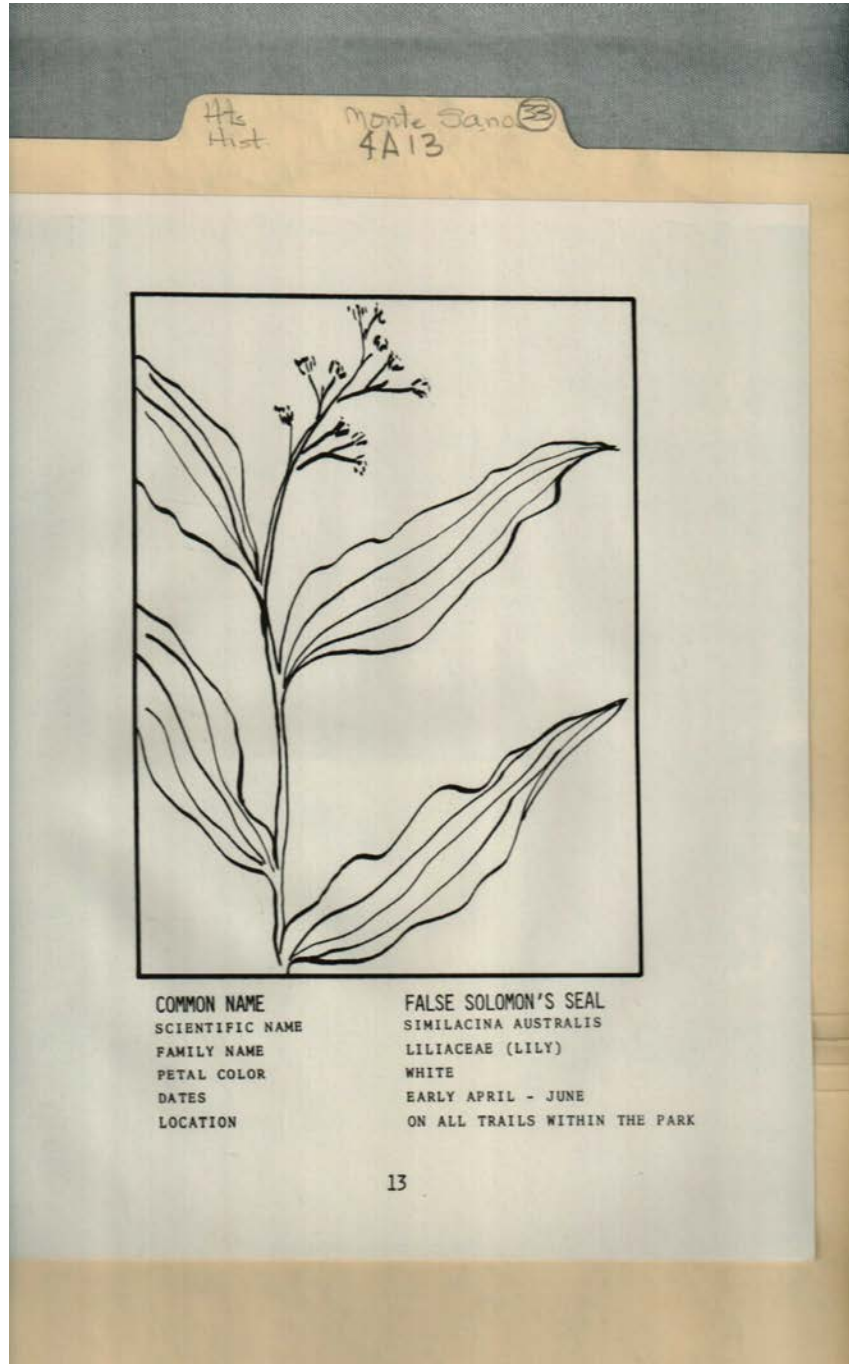 Hts Monte Sano 33
Hist. 4A13
COMMON NAME FALSE SOLOMON'S SEAL
SCIENTIFIC NAME SIMILACINA AUSTRALIS
FAMILY NAME LILIACEAE (LILY)
PETAL COLOR WHITE
DATES EARLY APRIL - JUNE
LOCATION ON ALL TRAILS WITHIN THE PARK
13